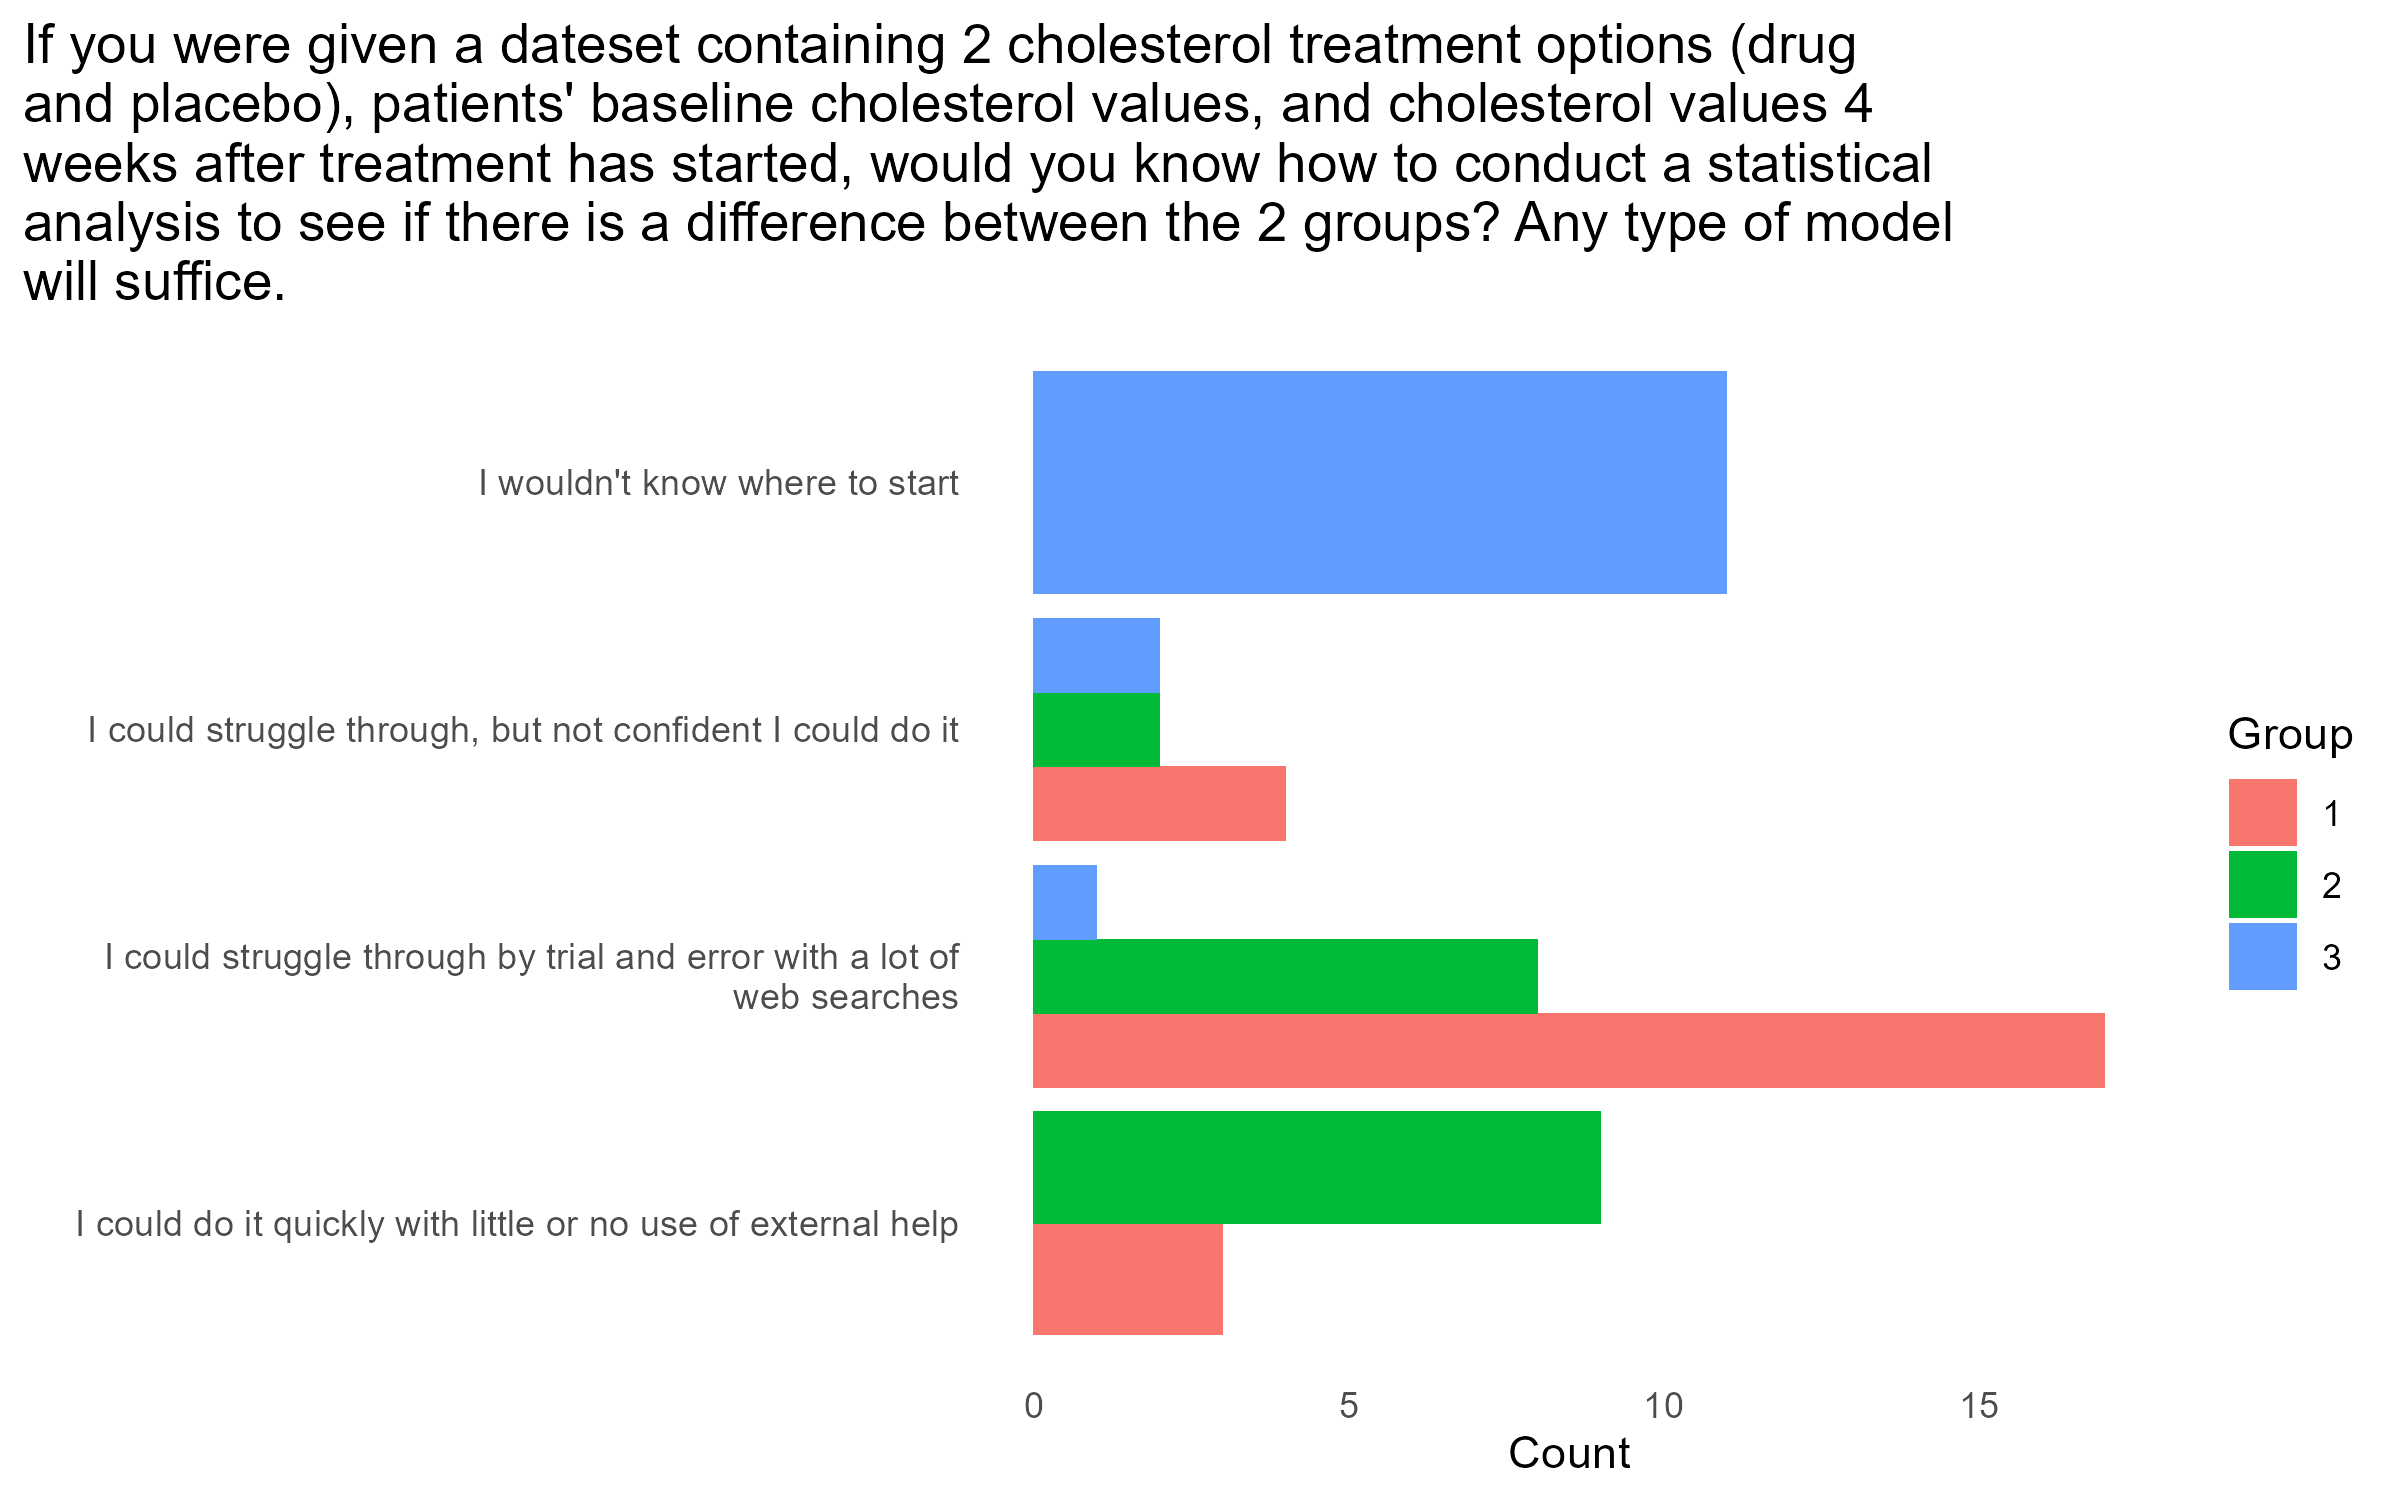 If you were given a dateset containing 2 cholesterol treatment options (drug
and placebo), patients' baseline cholesterol values, and cholesterol values 4
weeks after treatment has started, would you know how to conduct a statistical
analysis to see if there is a difference between the 2 groups? Any type of model
will suffice.
I wouldn't know where to start
I could struggle through, but not confident I could do it
I could struggle through by trial and error with a lot of
web searches
I could do it quickly with little or no use of external help
0 5 10 15
Count
Group
1
2
3